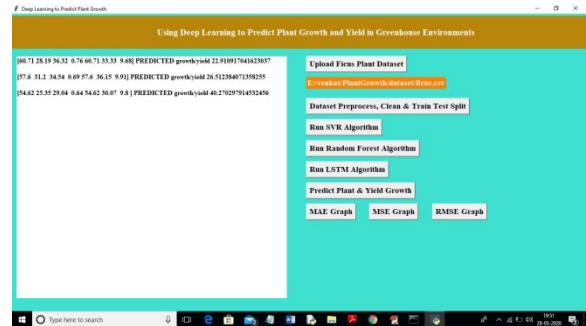 Deep Learning to Predict Plant Growth
Using Deep Learning to Predict Plant Growth and Yield in Greenhouse Environments
[60.71 28.19 36.32 0.76 60.71 33.33 9.68] PREDICTED growth/yield 22.910917041623037
[57.6 31.2 34.54 0.69 57.6 36.15 9.91] PREDICTED growth/yield 26.512384071358255
[54.62 25.35 29.04 0.64 54.62 30.07 9.8 ] PREDICTED growth/yield 40.270297914532456
Upload Ficus Plant Dataset
E:/venkat/PlantGrowth/dataset/ficus.csv
Dataset Preprocess, Clean & Train Test Split
Run SVR Algorithm
Run Random Forest Algorithm
Run LSTM Algorithm
Predict Plant & Yield Growth
MAE Graph MSE Graph RMSE Graph
Type here to search
19:51
28-03-2020